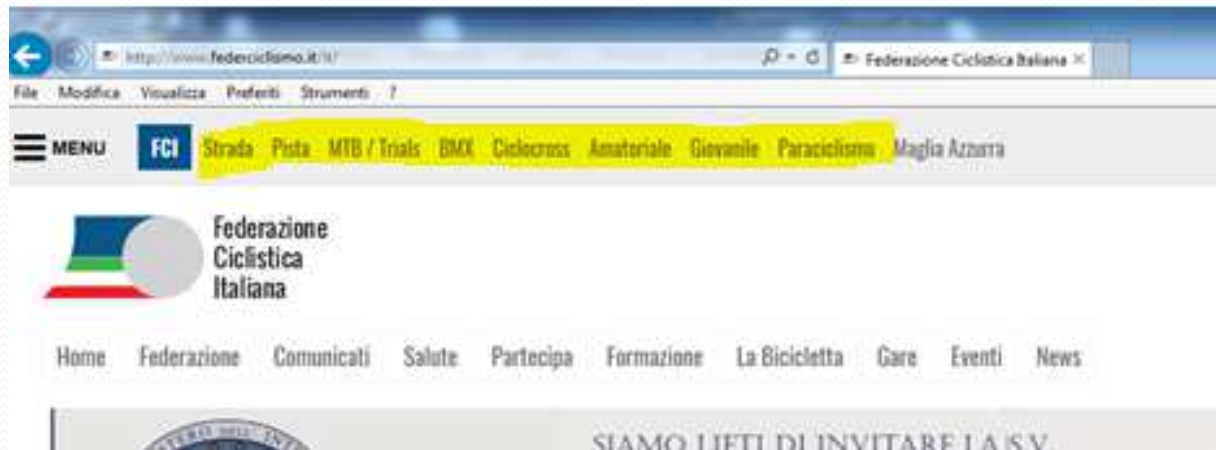 http://www.federciclismo.it/it/
Federazione Ciclistica Italiana ×
File Modifica Visualizza Preferiti Strumenti ?
MENU FCI Strada Pista MTB / Trials BMX Ciclocross Amatoriale Giovanile Paraciclismo Maglia Azzurra
Federazione
Ciclistica
Italiana
Home Federazione Comunicati Salute Partecipa Formazione La Bicicletta Gare Eventi News
SIAMO LIETI DI INVITARE LA S.V.